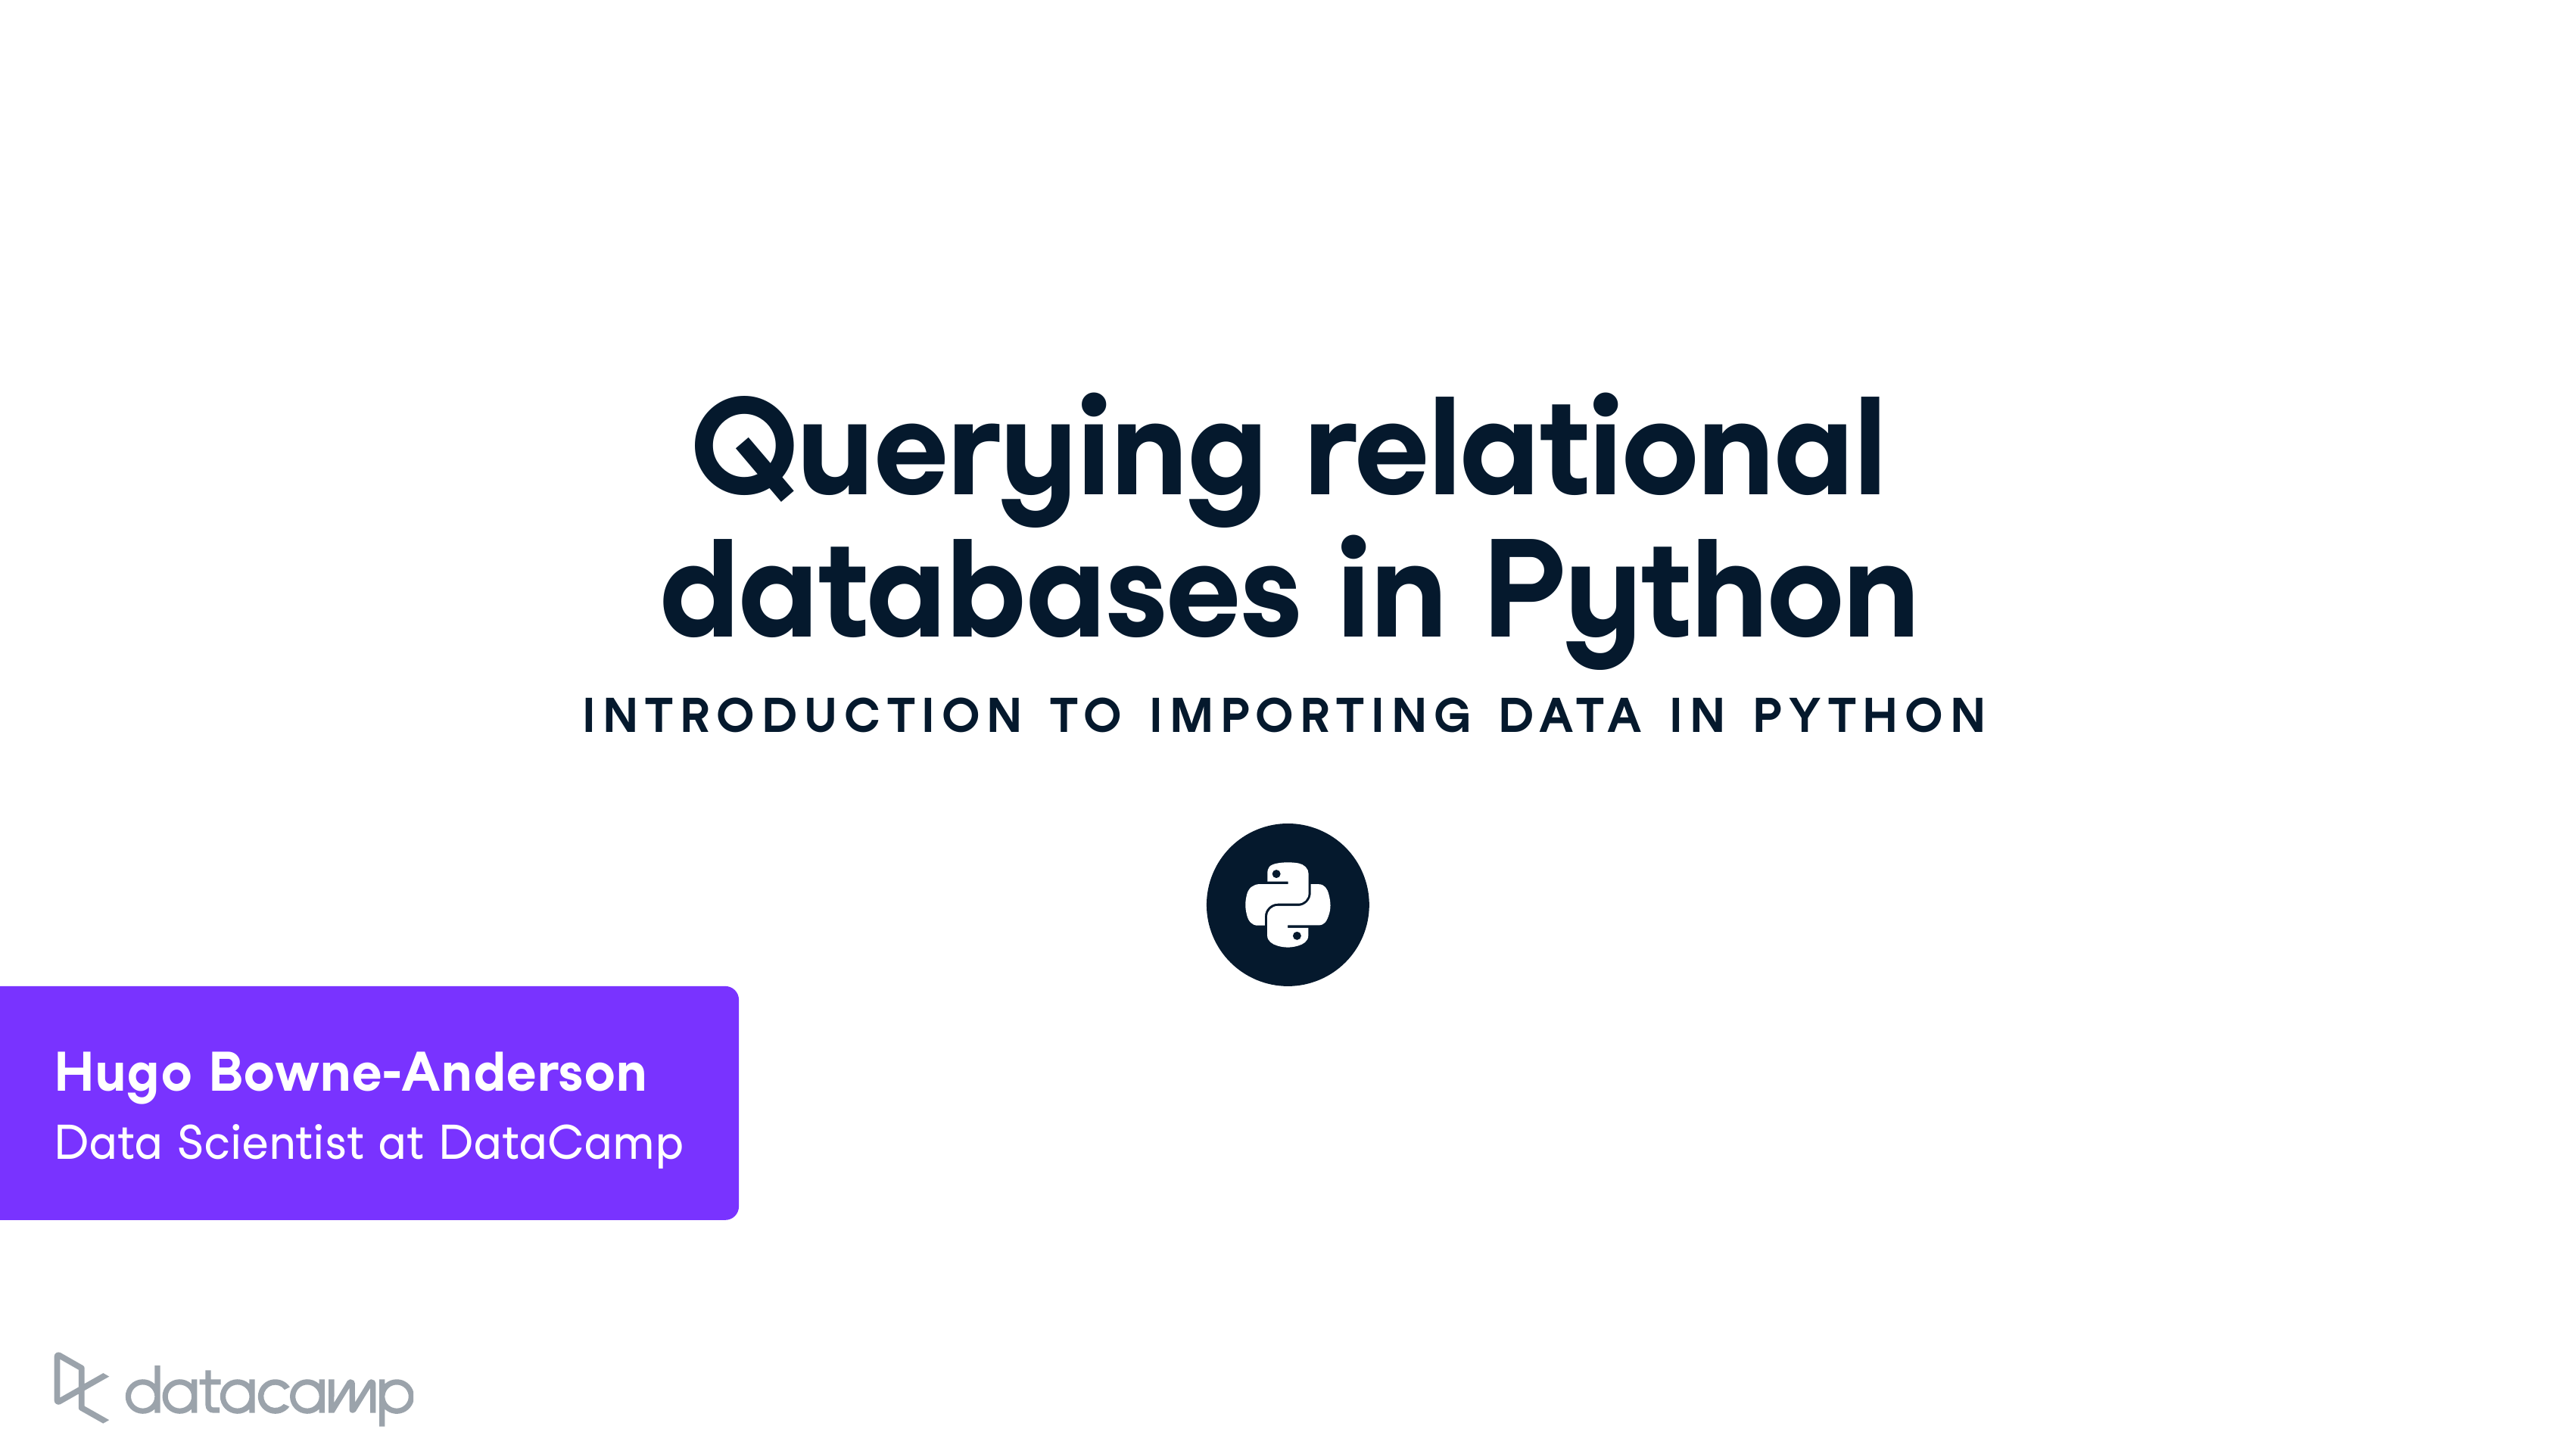 Querying relational
databases in Python
INTRODUCTION TO IMPORTING DATA IN PYTHON
Hugo Bowne-Anderson
Data Scientist at DataCamp
datacamp